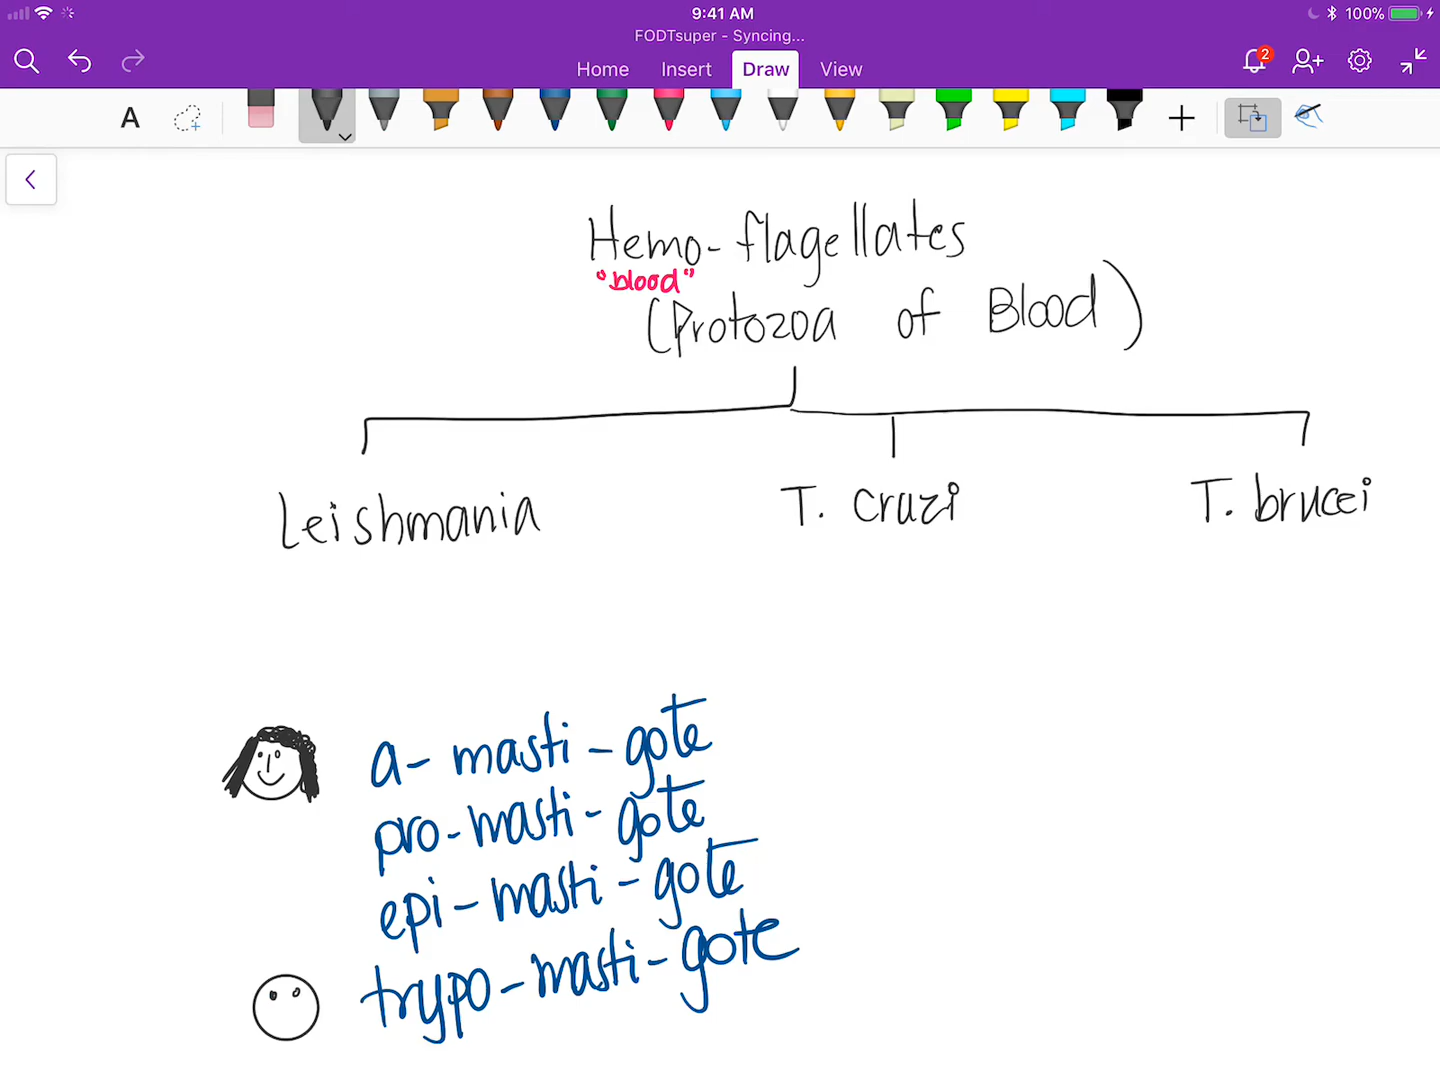 9:41 AM
100%
FODTsuper - Syncing...
Home Insert Draw View
2
A
Hemo-flagellates
"blood"
(Protozoa of Blood)
Leishmania T. cruzi T. brucei
a-masti-gote
pro-masti-gote
epi-masti-gote
trypo-masti-gote